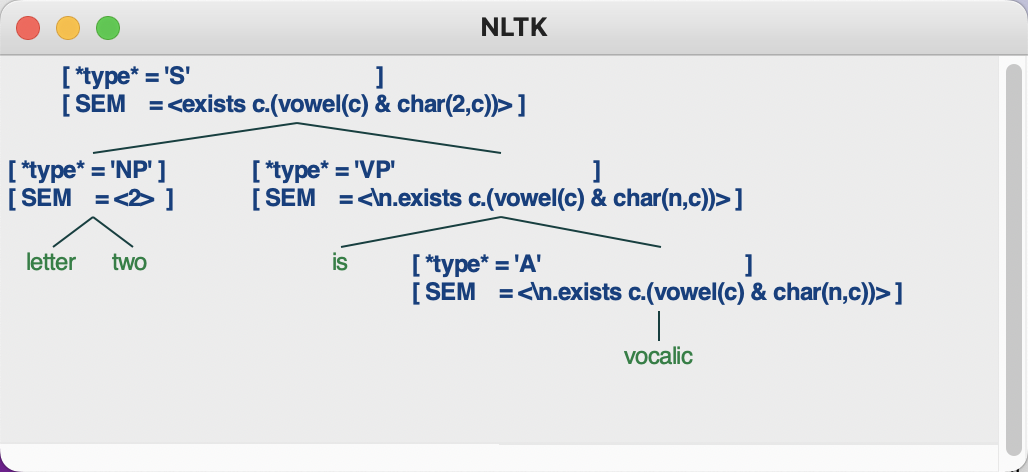 NLTK
[ *type* = 'S' ]
[ SEM = <exists c.(vowel(c) & char(2,c))> ]
[ *type* = 'NP' ] [ *type* = 'VP' ]
[ SEM = <2> ] [ SEM = <\n.exists c.(vowel(c) & char(n,c))> ]
letter two is [ *type* = 'A' ]
[ SEM = <\n.exists c.(vowel(c) & char(n,c))> ]
vocalic